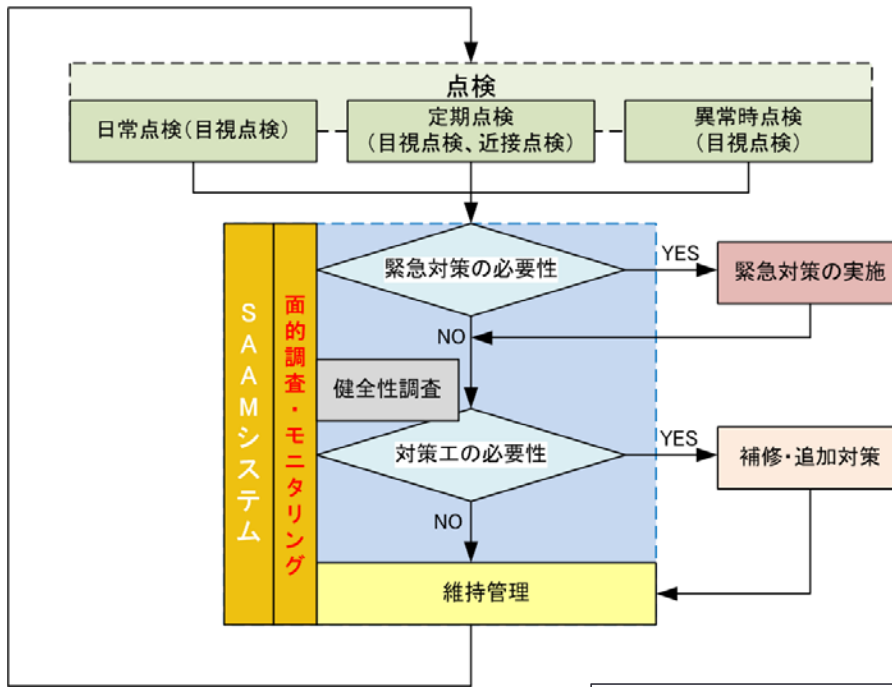 点検
日常点検(目視点検)
定期点検
(目視点検、近接点検)
異常時点検
(目視点検)
緊急対策の必要性
YES
緊急対策の実施
NO
SAAMシステム
面的調査・モニタリング
健全性調査
対策工の必要性
YES
補修・追加対策
NO
維持管理